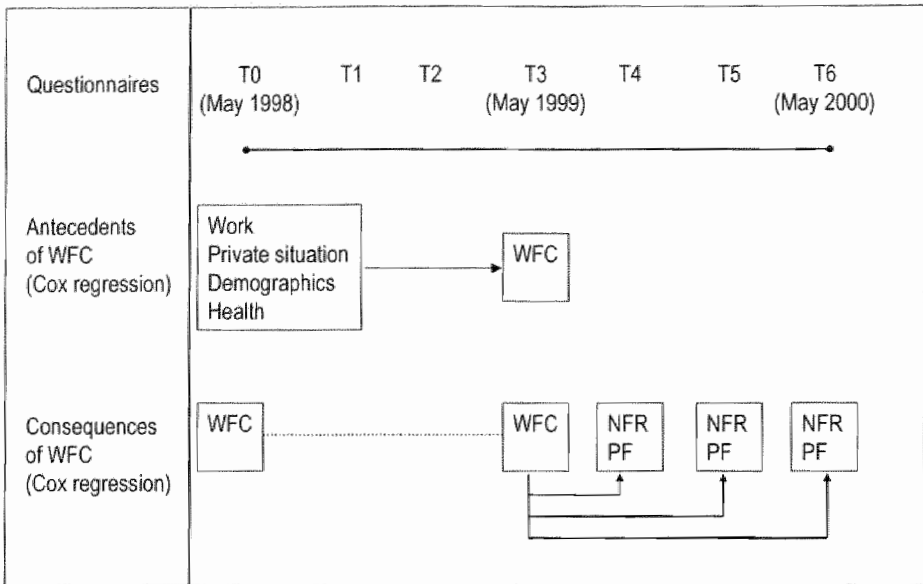 Questionnaires
T0 T1 T2 T3 T4 T5 T6
(May 1998) (May 1999) (May 2000)
Antecedents
of WFC
(Cox regression)
Work
Private situation
Demographics
Health
WFC
Consequences
of WFC
(Cox regression)
WFC
WFC
NFR
PF
NFR
PF
NFR
PF